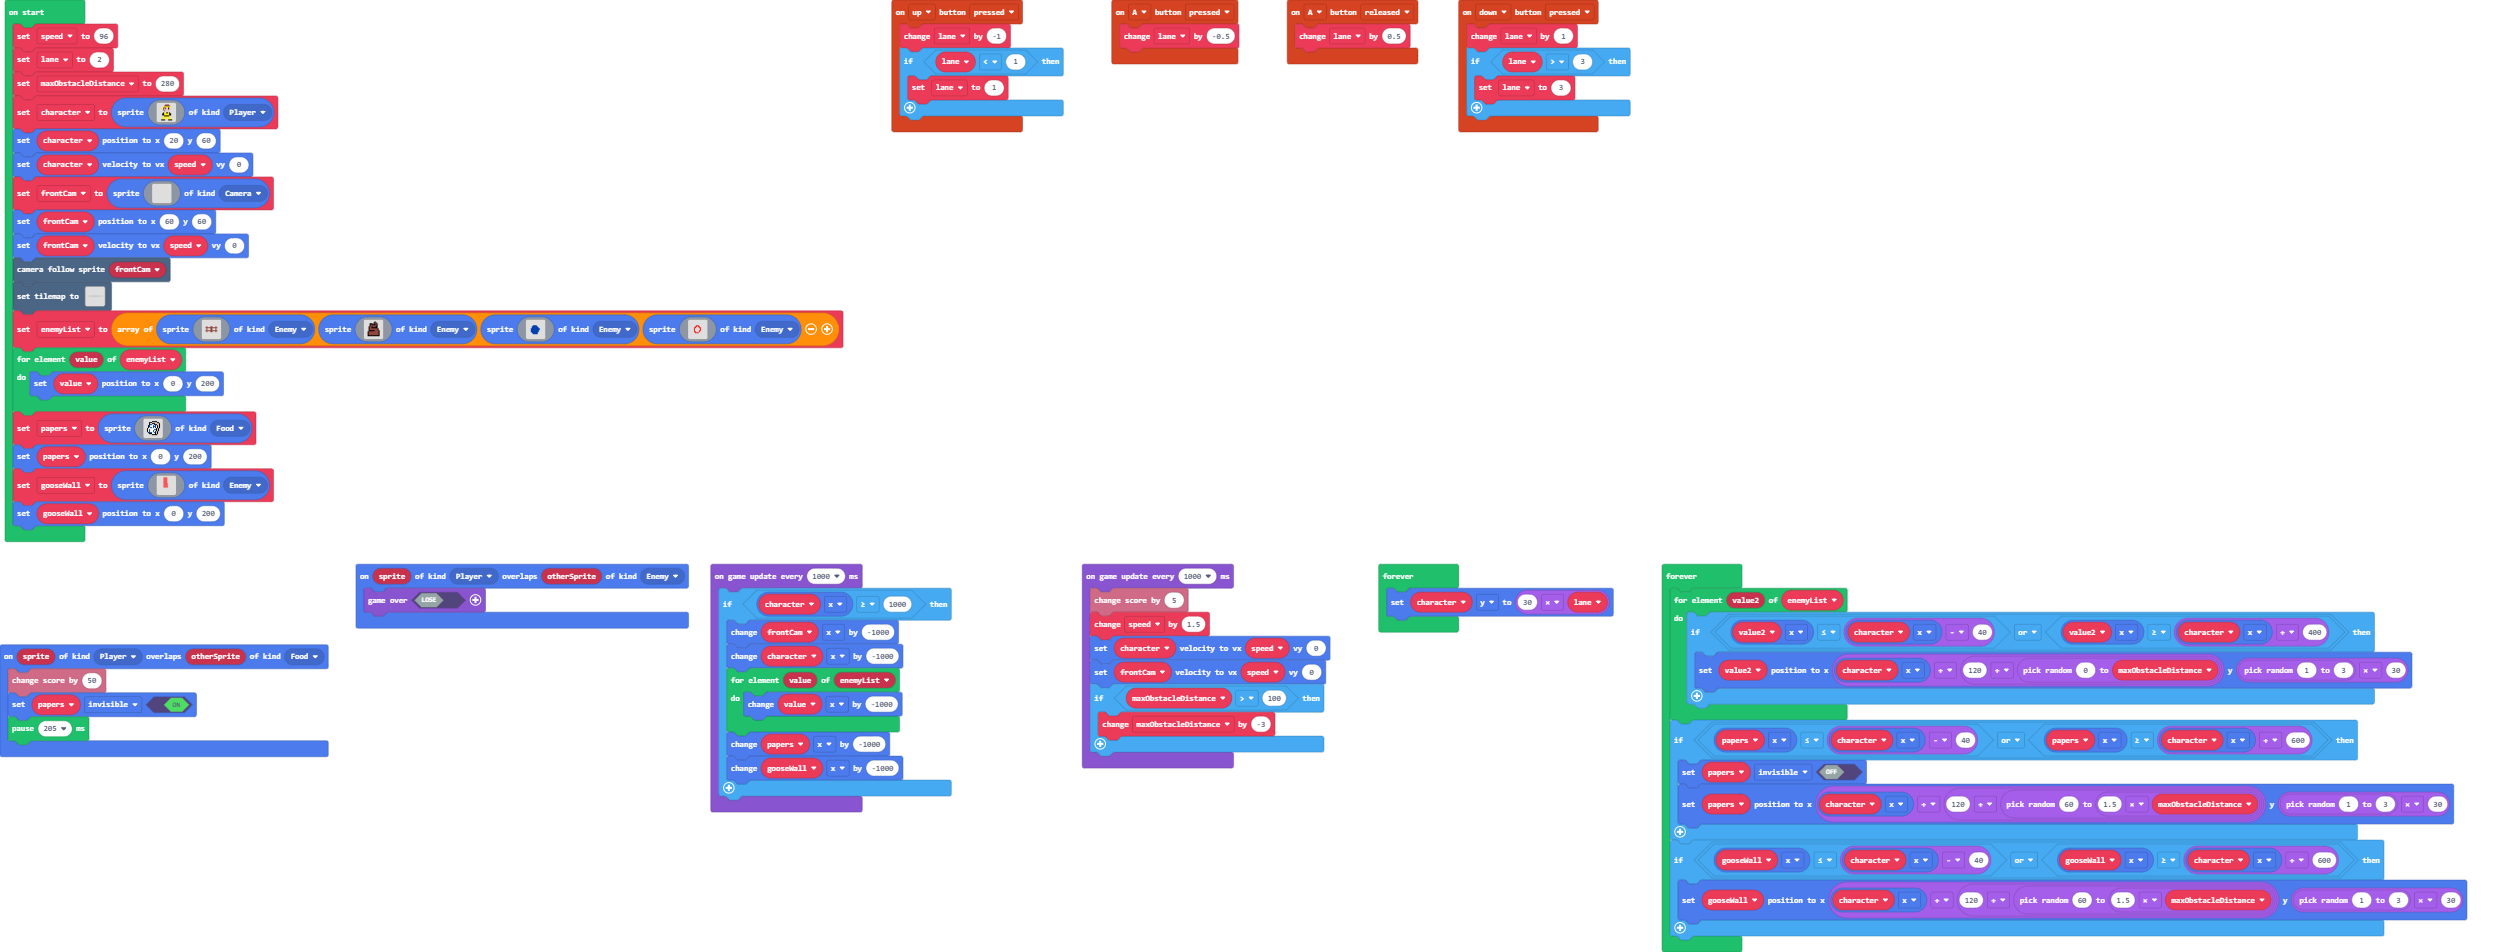 on start
set speed to 96
set lane to 2
set maxObstacleDistance to 280
set character to sprite of kind Player
set character position to x 20 y 60
set character velocity to vx speed vy 0
set frontCam to sprite of kind Camera
set frontCam position to x 60 y 60
set frontCam velocity to vx speed vy 0
camera follow sprite frontCam
set tilemap to
set enemyList to array of sprite of kind Enemy sprite of kind Enemy sprite of kind Enemy sprite of kind Enemy
for element value of enemyList
do set value position to x 0 y 200
set papers to sprite of kind Food
set papers position to x 0 y 200
set gooseWall to sprite of kind Enemy
set gooseWall position to x 0 y 200
on up button pressed
change lane by -1
if lane < 1 then
set lane to 1
on A button pressed
change lane by -0.5
on A button released
change lane by 0.5
on down button pressed
change lane by 1
if lane > 3 then
set lane to 3
on sprite of kind Player overlaps otherSprite of kind Food
change score by 50
set papers invisible ON
pause 205 ms
on sprite of kind Player overlaps otherSprite of kind Enemy
game over LOSE
on game update every 1000 ms
if character x ≥ 1000 then
change frontCam x by -1000
change character x by -1000
for element value of enemyList
do change value x by -1000
change papers x by -1000
change gooseWall x by -1000
on game update every 1000 ms
change score by 5
change speed by 1.5
set character velocity to vx speed vy 0
set frontCam velocity to vx speed vy 0
if maxObstacleDistance > 100 then
change maxObstacleDistance by -3
forever
set character y to 30 × lane
forever
for element value2 of enemyList
do if value2 x ≤ character x - 40 or value2 x ≥ character x + 400 then
set value2 position to x character x + 120 + pick random 0 to maxObstacleDistance y pick random 1 to 3 × 30
if papers x ≤ character x - 40 or papers x ≥ character x + 600 then
set papers invisible OFF
set papers position to x character x + 120 + pick random 60 to 1.5 × maxObstacleDistance y pick random 1 to 3 × 30
if gooseWall x ≤ character x - 40 or gooseWall x ≥ character x + 600 then
set gooseWall position to x character x + 120 + pick random 60 to 1.5 × maxObstacleDistance y pick random 1 to 3 × 30